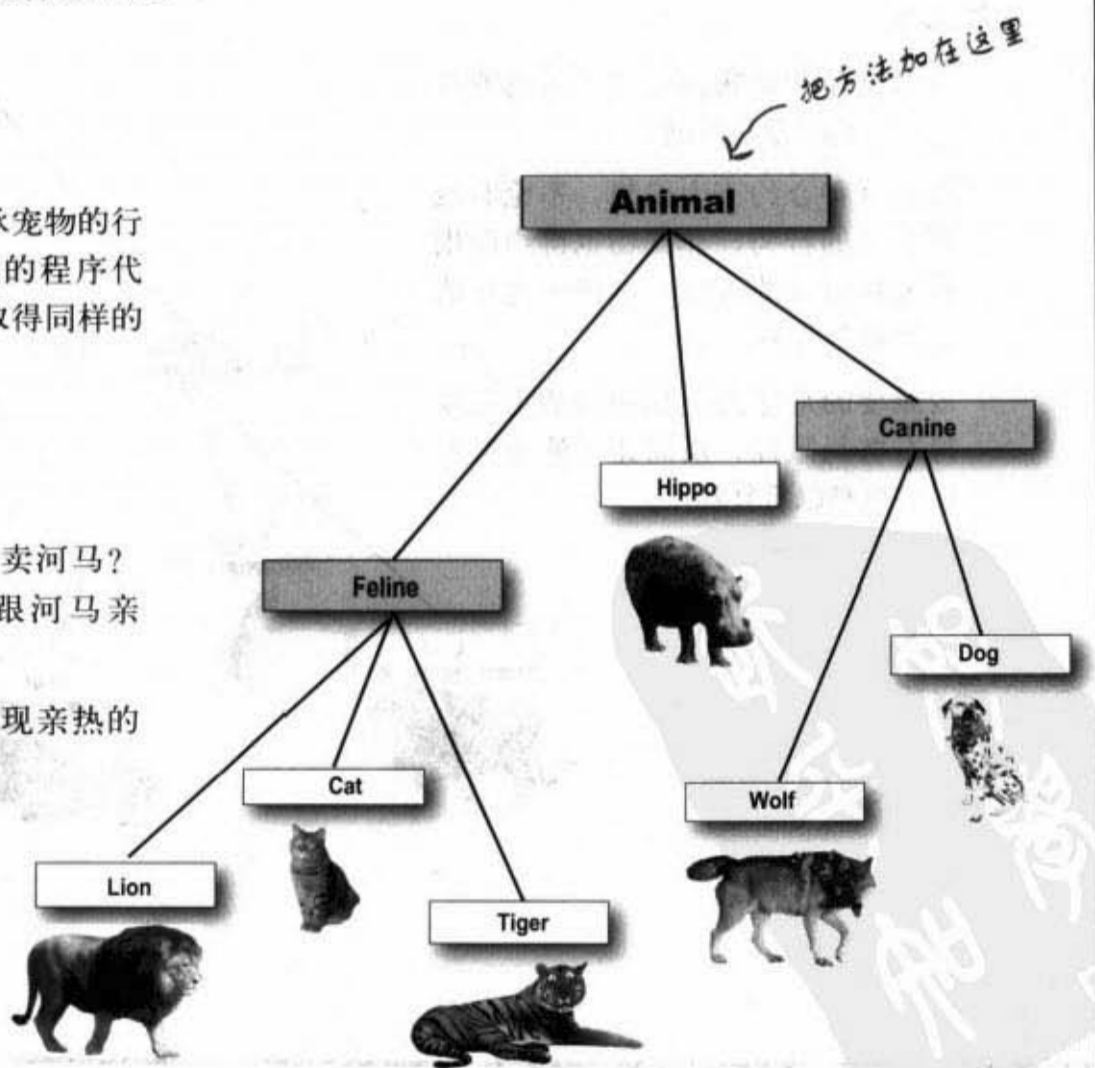 把方法加在这里
Animal
承宠物的行
的程序代
取得同样的
Canine
Hippo
卖河马?
跟河马亲
Feline
Dog
现亲热的
Cat
Wolf
Lion
Tiger